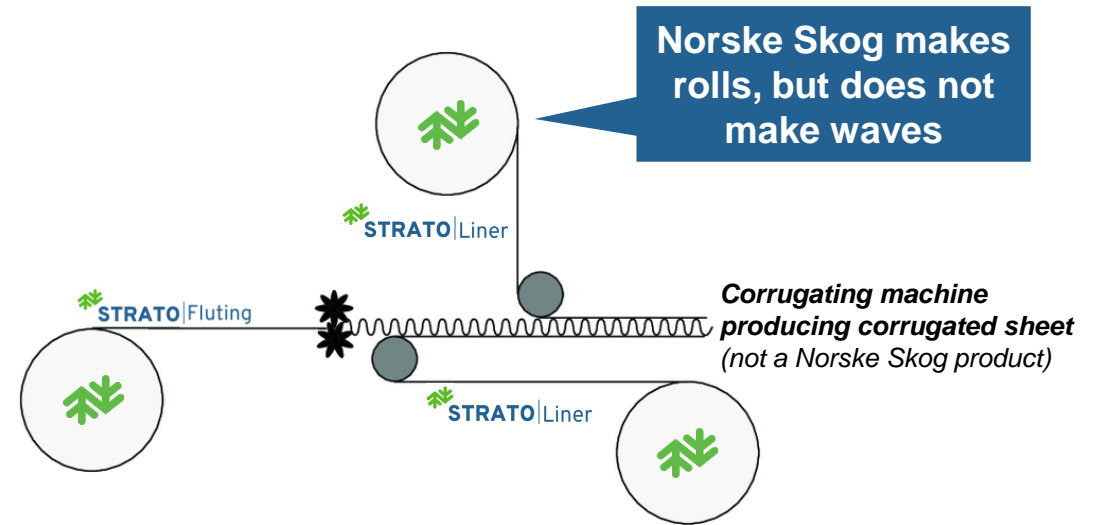 Norske Skog makes
rolls, but does not
make waves
STRATO|Liner
STRATO|Fluting
Corrugating machine
producing corrugated sheet
(not a Norske Skog product)
STRATO|Liner